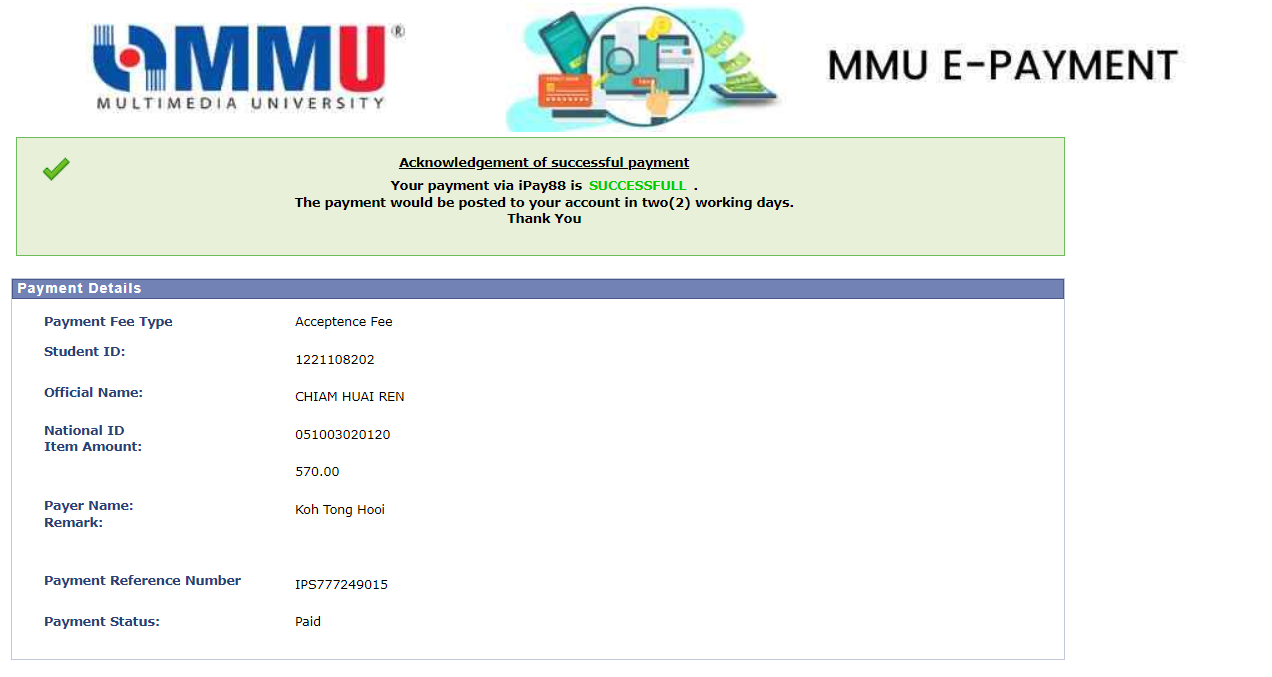 MMU®
MULTIMEDIA UNIVERSITY
MMU E-PAYMENT
Acknowledgement of successful payment
Your payment via iPay88 is SUCCESSFULL .
The payment would be posted to your account in two(2) working days.
Thank You
Payment Details
Payment Fee Type Acceptence Fee
Student ID: 1221108202
Official Name: CHIAM HUAI REN
National ID 051003020120
Item Amount: 570.00
Payer Name: Koh Tong Hooi
Remark:
Payment Reference Number IPS777249015
Payment Status: Paid